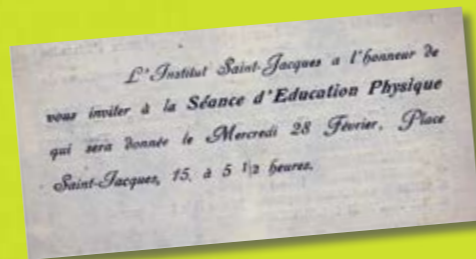 L'Institut Saint-Jacques a l'honneur de
vous inviter à la Séance d'Education Physique
qui sera donnée le Mercredi 28 Février, Place
Saint-Jacques, 15, à 5 1/2 heures.